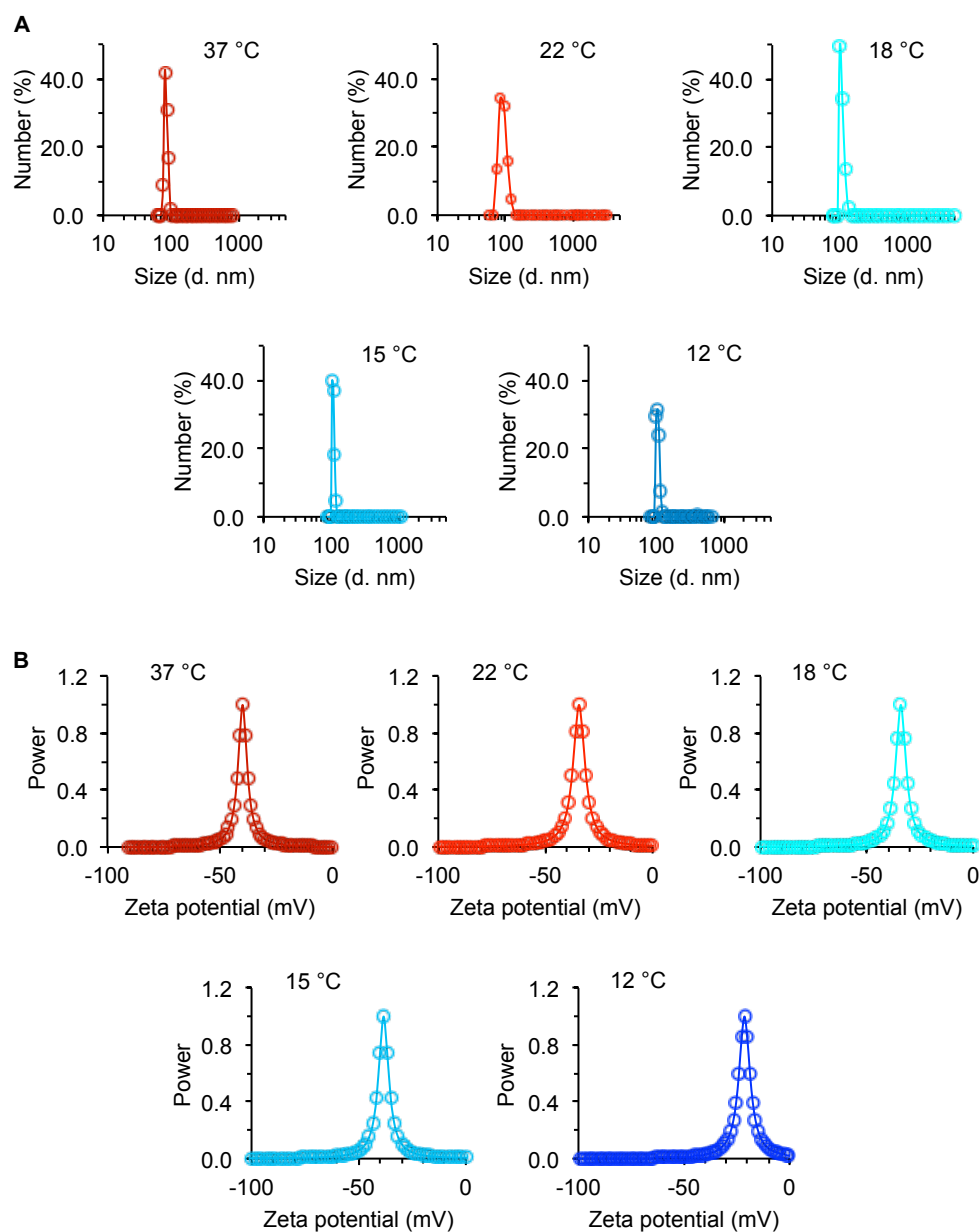 A
37 °C
22 °C
18 °C
Number (%)
40.0
20.0
0.0
10
100
1000
Size (d. nm)
Number (%)
40.0
20.0
0.0
10
100
1000
Size (d. nm)
Number (%)
40.0
20.0
0.0
10
100
1000
Size (d. nm)
15 °C
12 °C
Number (%)
40.0
20.0
0.0
10
100
1000
Size (d. nm)
Number (%)
40.0
20.0
0.0
10
100
1000
Size (d. nm)
B
37 °C
22 °C
18 °C
Power
1.2
0.8
0.4
0.0
-100
-50
0
Zeta potential (mV)
Power
1.2
0.8
0.4
0.0
-100
-50
0
Zeta potential (mV)
Power
1.2
0.8
0.4
0.0
-100
-50
0
Zeta potential (mV)
15 °C
12 °C
Power
1.2
0.8
0.4
0.0
-100
-50
0
Zeta potential (mV)
Power
1.2
0.8
0.4
0.0
-100
-50
0
Zeta potential (mV)